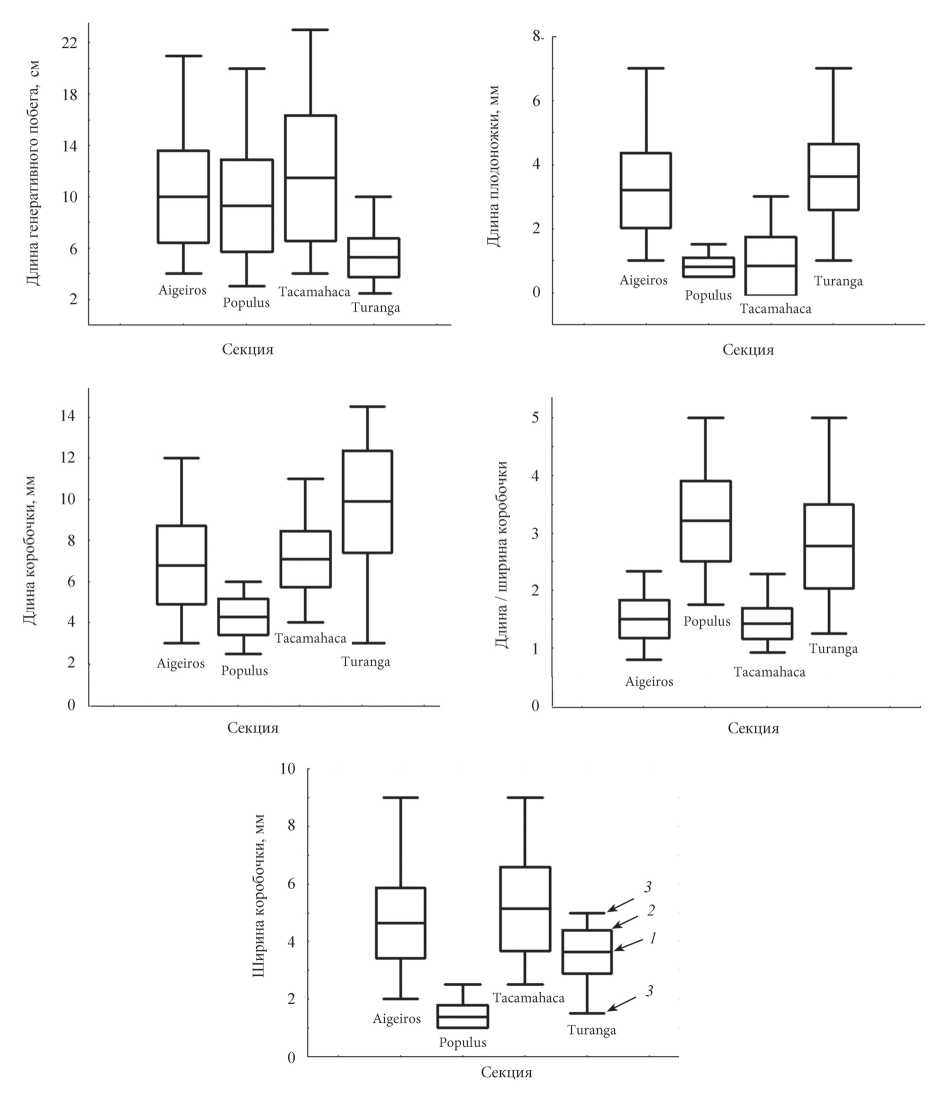 Длина генеративного побега, см
22
18
14
10
6
2
Aigeiros
Populus
Tacamahaca
Turanga
Секция
Длина плодоножки, мм
8
6
4
2
0
Aigeiros
Populus
Tacamahaca
Turanga
Секция
Длина коробочки, мм
14
12
10
8
6
4
2
0
Aigeiros
Populus
Tacamahaca
Turanga
Секция
Длина / ширина коробочки
5
4
3
2
1
0
Aigeiros
Populus
Tacamahaca
Turanga
Секция
Ширина коробочки, мм
10
8
6
4
2
0
Aigeiros
Populus
Tacamahaca
Turanga
3
2
1
3
Секция